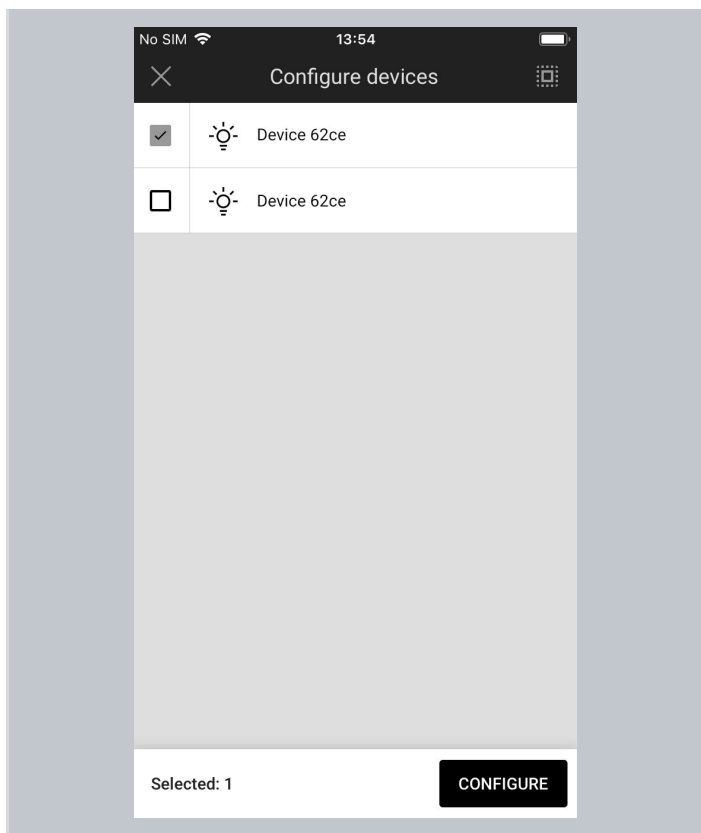 No SIM 13:54
Configure devices
Device 62ce
Device 62ce
Selected: 1 CONFIGURE